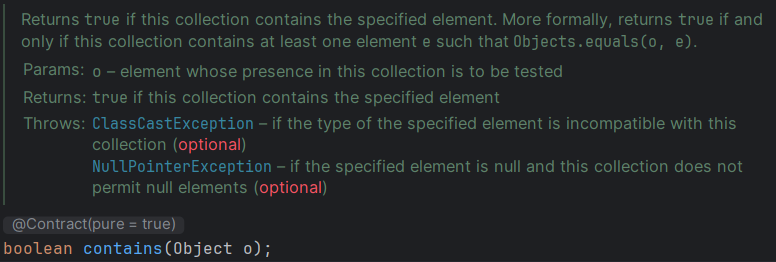 Returns true if this collection contains the specified element. More formally, returns true if and
only if this collection contains at least one element e such that Objects.equals(o, e).
Params: o – element whose presence in this collection is to be tested
Returns: true if this collection contains the specified element
Throws: ClassCastException – if the type of the specified element is incompatible with this
collection (optional)
NullPointerException – if the specified element is null and this collection does not
permit null elements (optional)
@Contract(pure = true)
boolean contains(Object o);